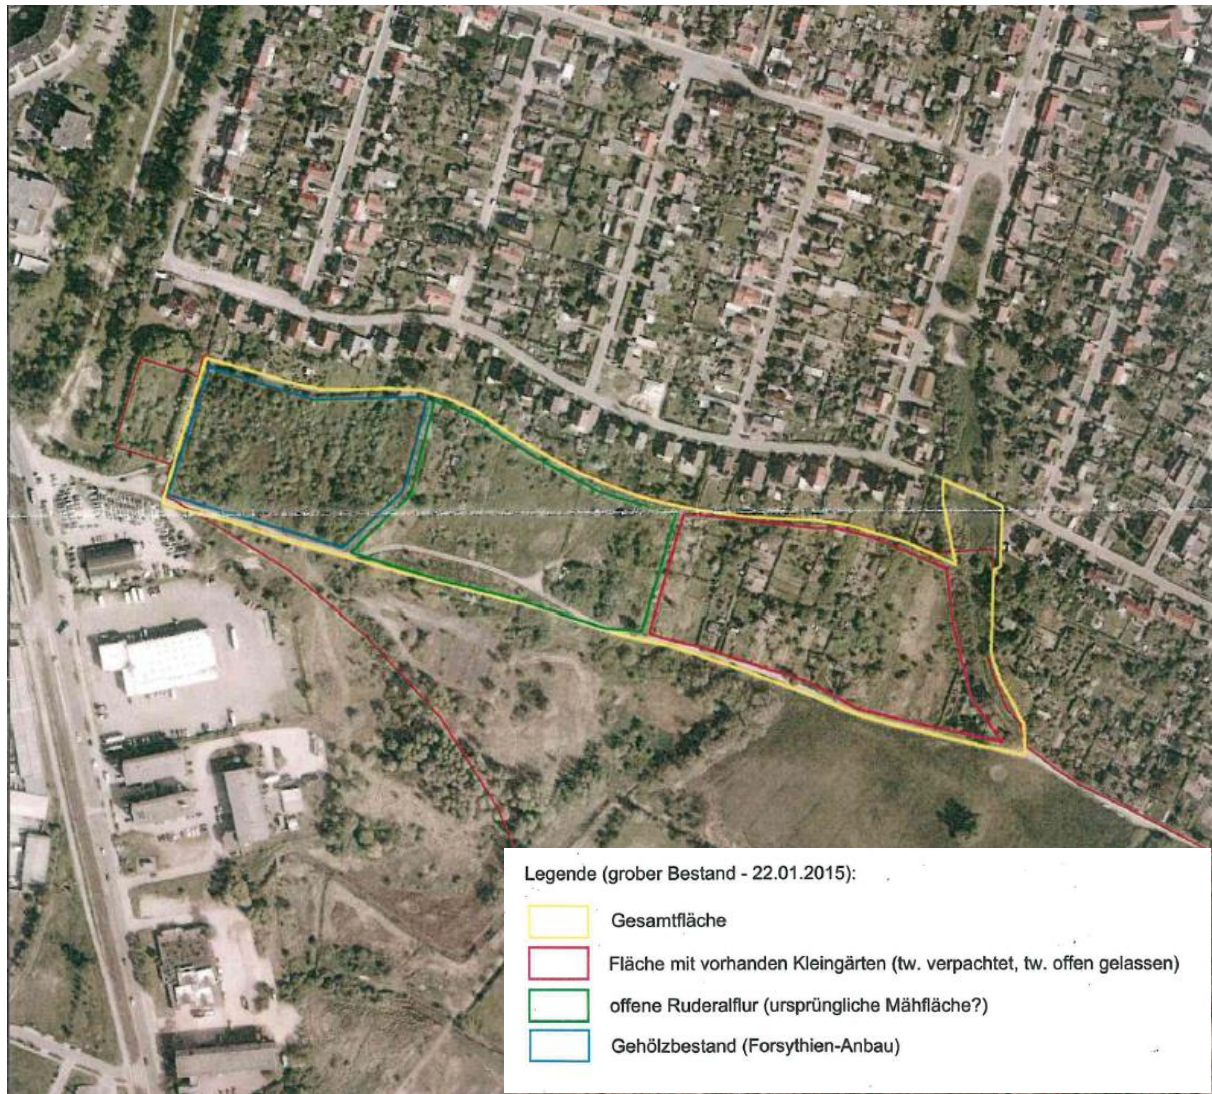 Legende (grober Bestand - 22.01.2015):
Gesamtfläche
Fläche mit vorhanden Kleingärten (tw. verpachtet, tw. offen gelassen)
offene Ruderalflur (ursprüngliche Mähfläche?)
Gehölzbestand (Forsythien-Anbau)